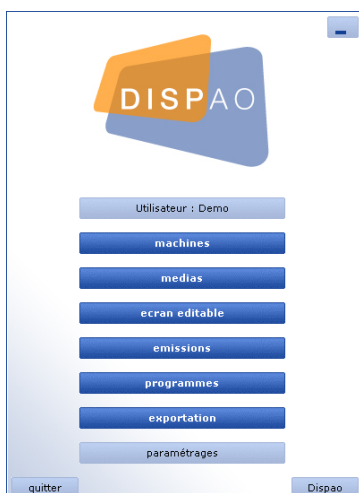 DISPAO
Utilisateur : Demo
machines
medias
ecran editable
emissions
programmes
exportation
paramétrages
quitter
Dispao